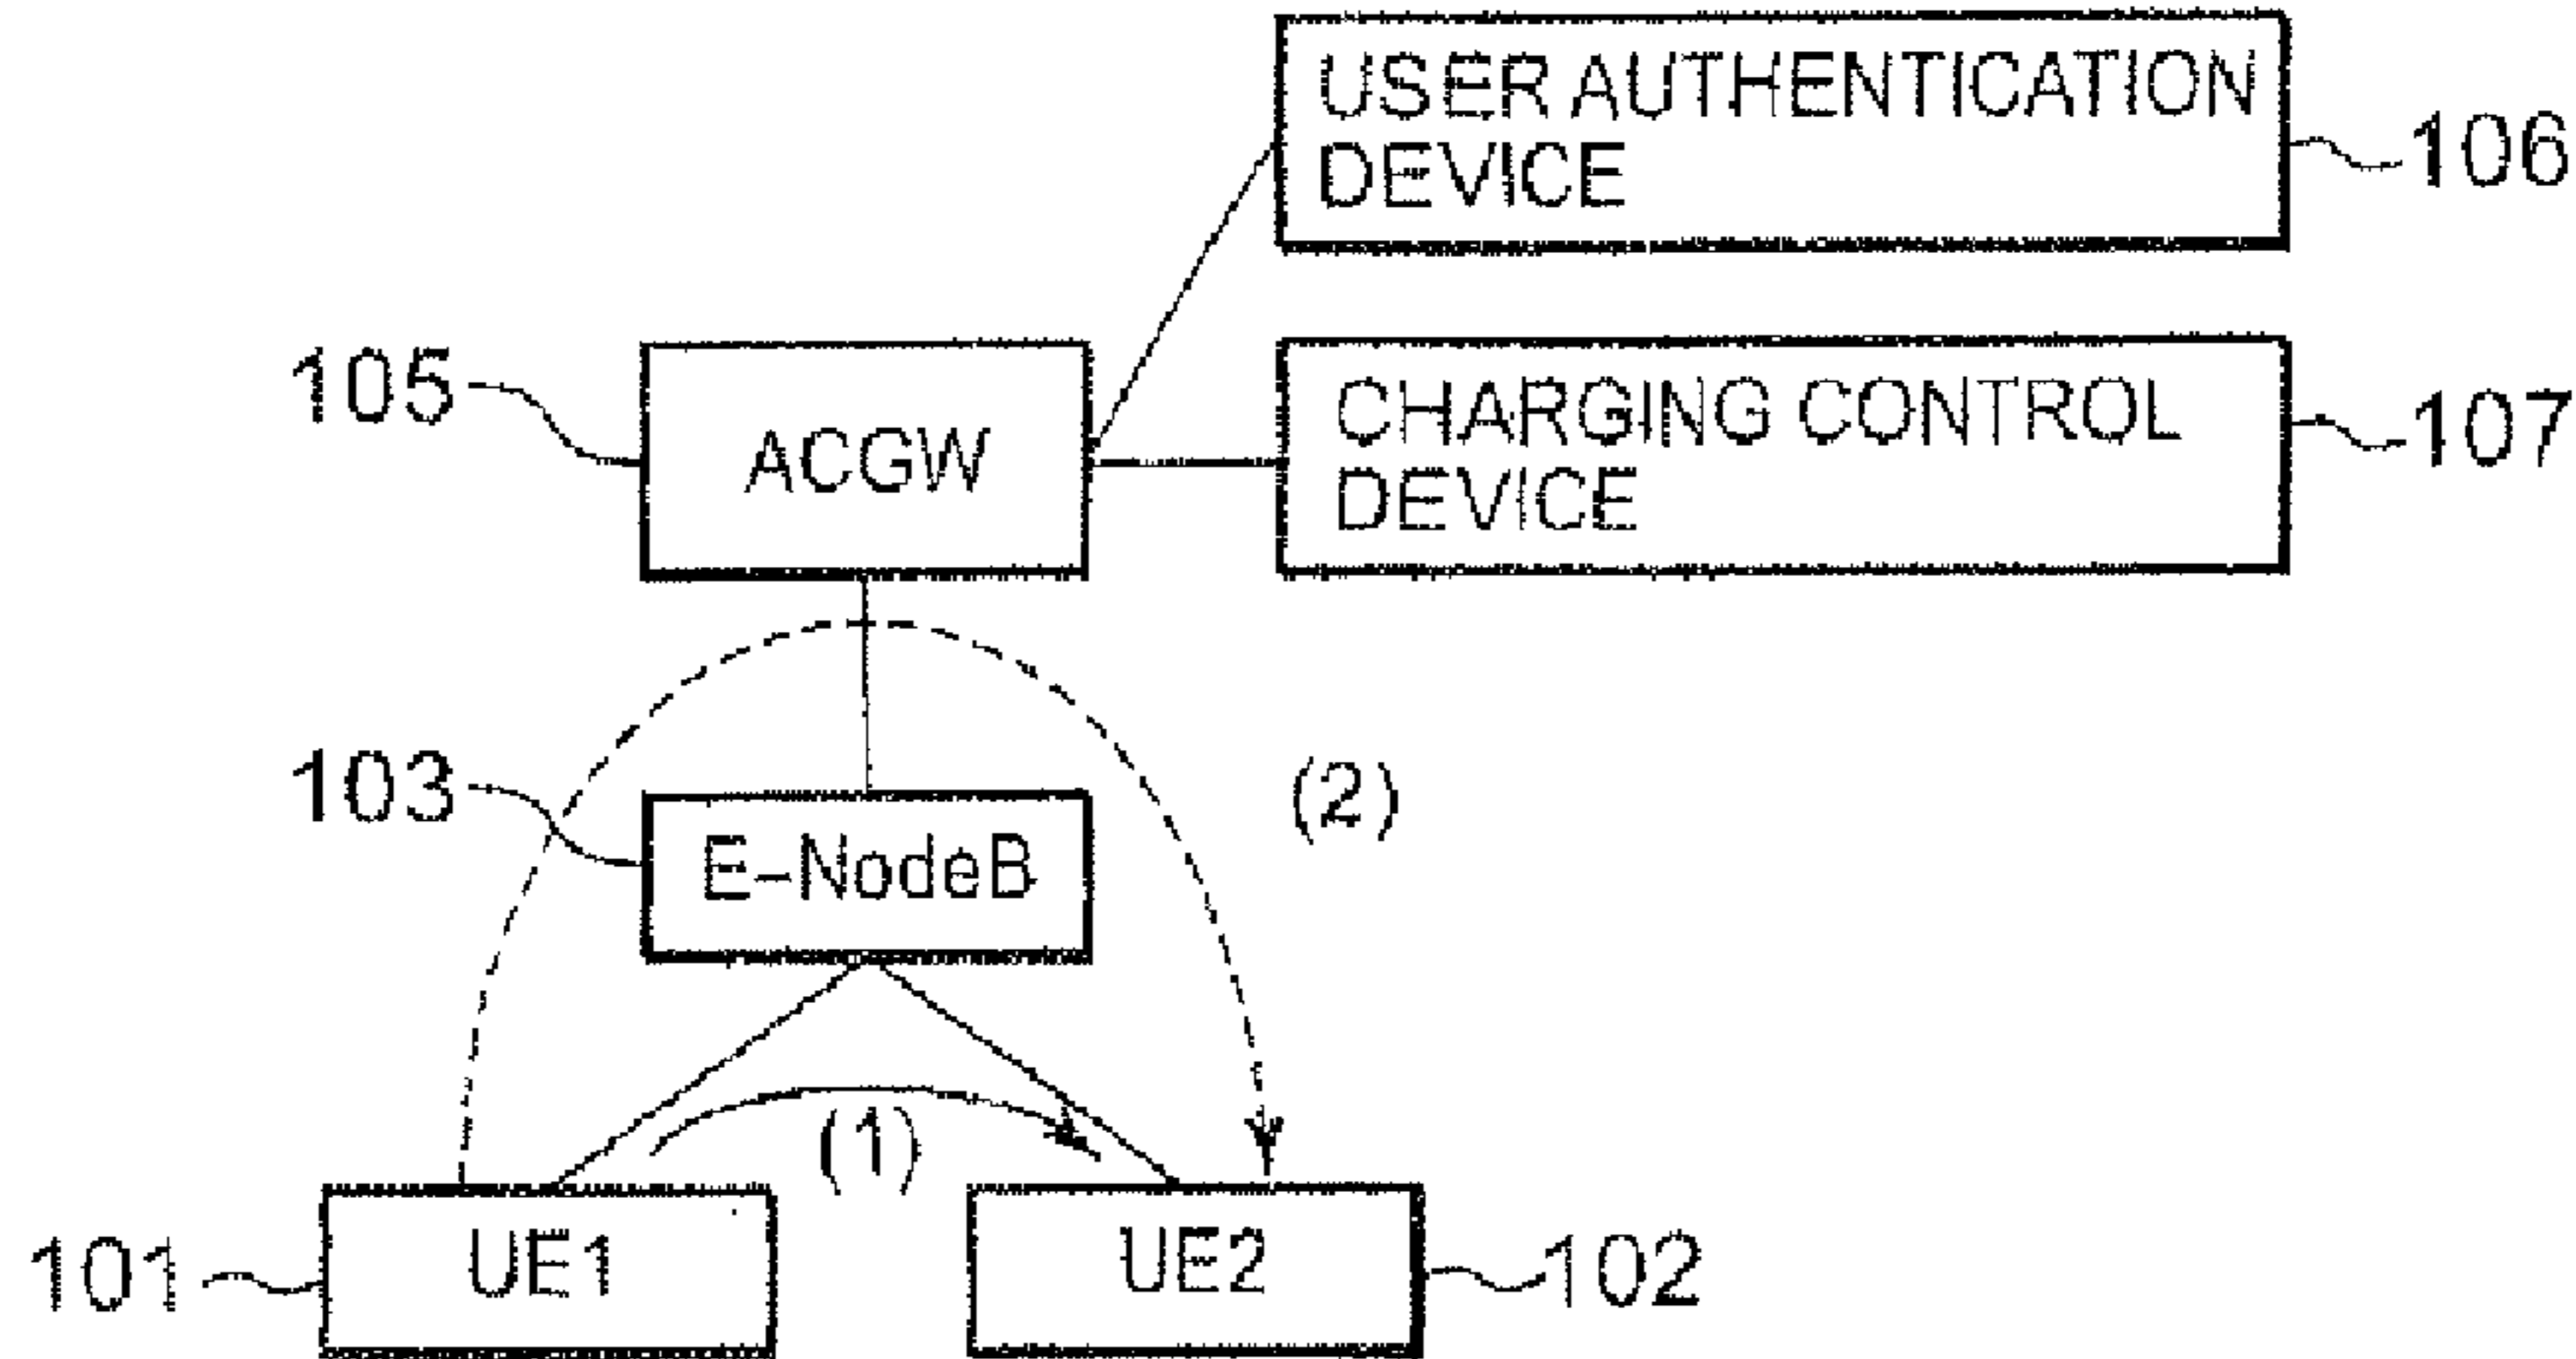 USER AUTHENTICATION
DEVICE
106
105
ACGW
CHARGING CONTROL
DEVICE
107
103
E-NodeB
(2)
(1)
101
UE1
UE2
102